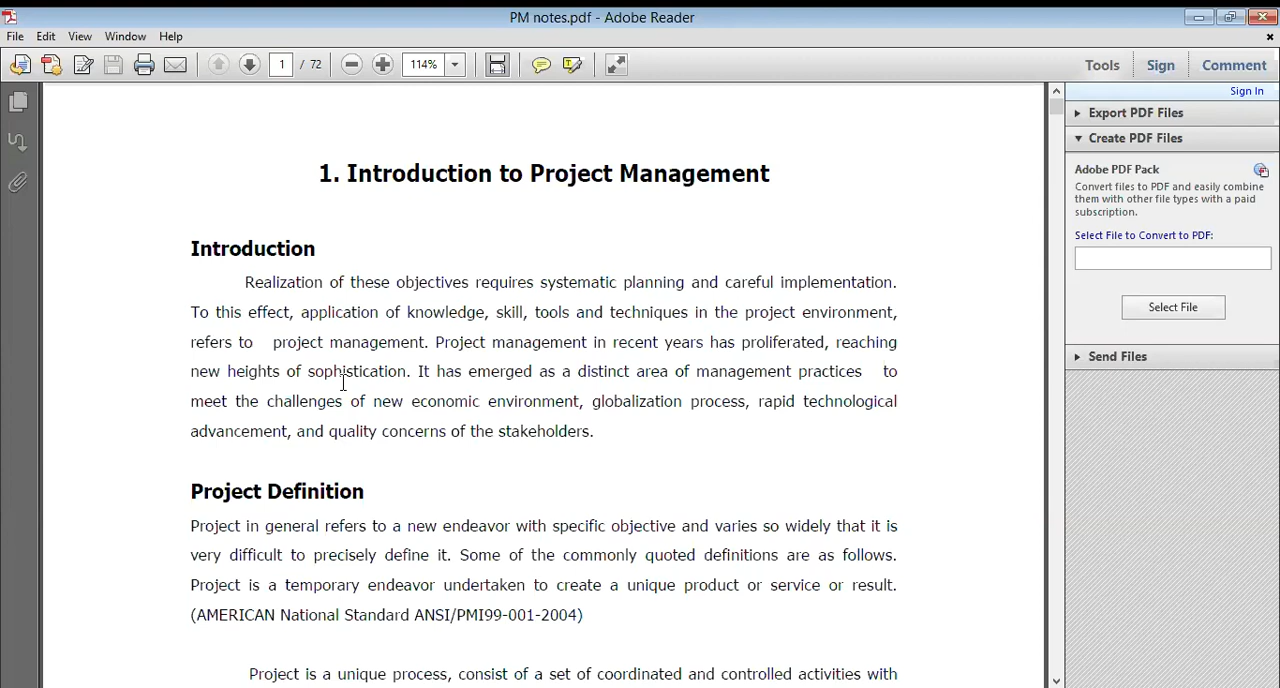 PM notes.pdf - Adobe Reader
File Edit View Window Help
1 / 72 114% Tools Sign Comment
Sign In
Export PDF Files
Create PDF Files
Adobe PDF Pack
Convert files to PDF and easily combine
them with other file types with a paid
subscription.
Select File to Convert to PDF:
Select File
Send Files
1. Introduction to Project Management
Introduction
Realization of these objectives requires systematic planning and careful implementation.
To this effect, application of knowledge, skill, tools and techniques in the project environment,
refers to project management. Project management in recent years has proliferated, reaching
new heights of sophistication. It has emerged as a distinct area of management practices to
meet the challenges of new economic environment, globalization process, rapid technological
advancement, and quality concerns of the stakeholders.
Project Definition
Project in general refers to a new endeavor with specific objective and varies so widely that it is
very difficult to precisely define it. Some of the commonly quoted definitions are as follows.
Project is a temporary endeavor undertaken to create a unique product or service or result.
(AMERICAN National Standard ANSI/PMI99-001-2004)
Project is a unique process, consist of a set of coordinated and controlled activities with